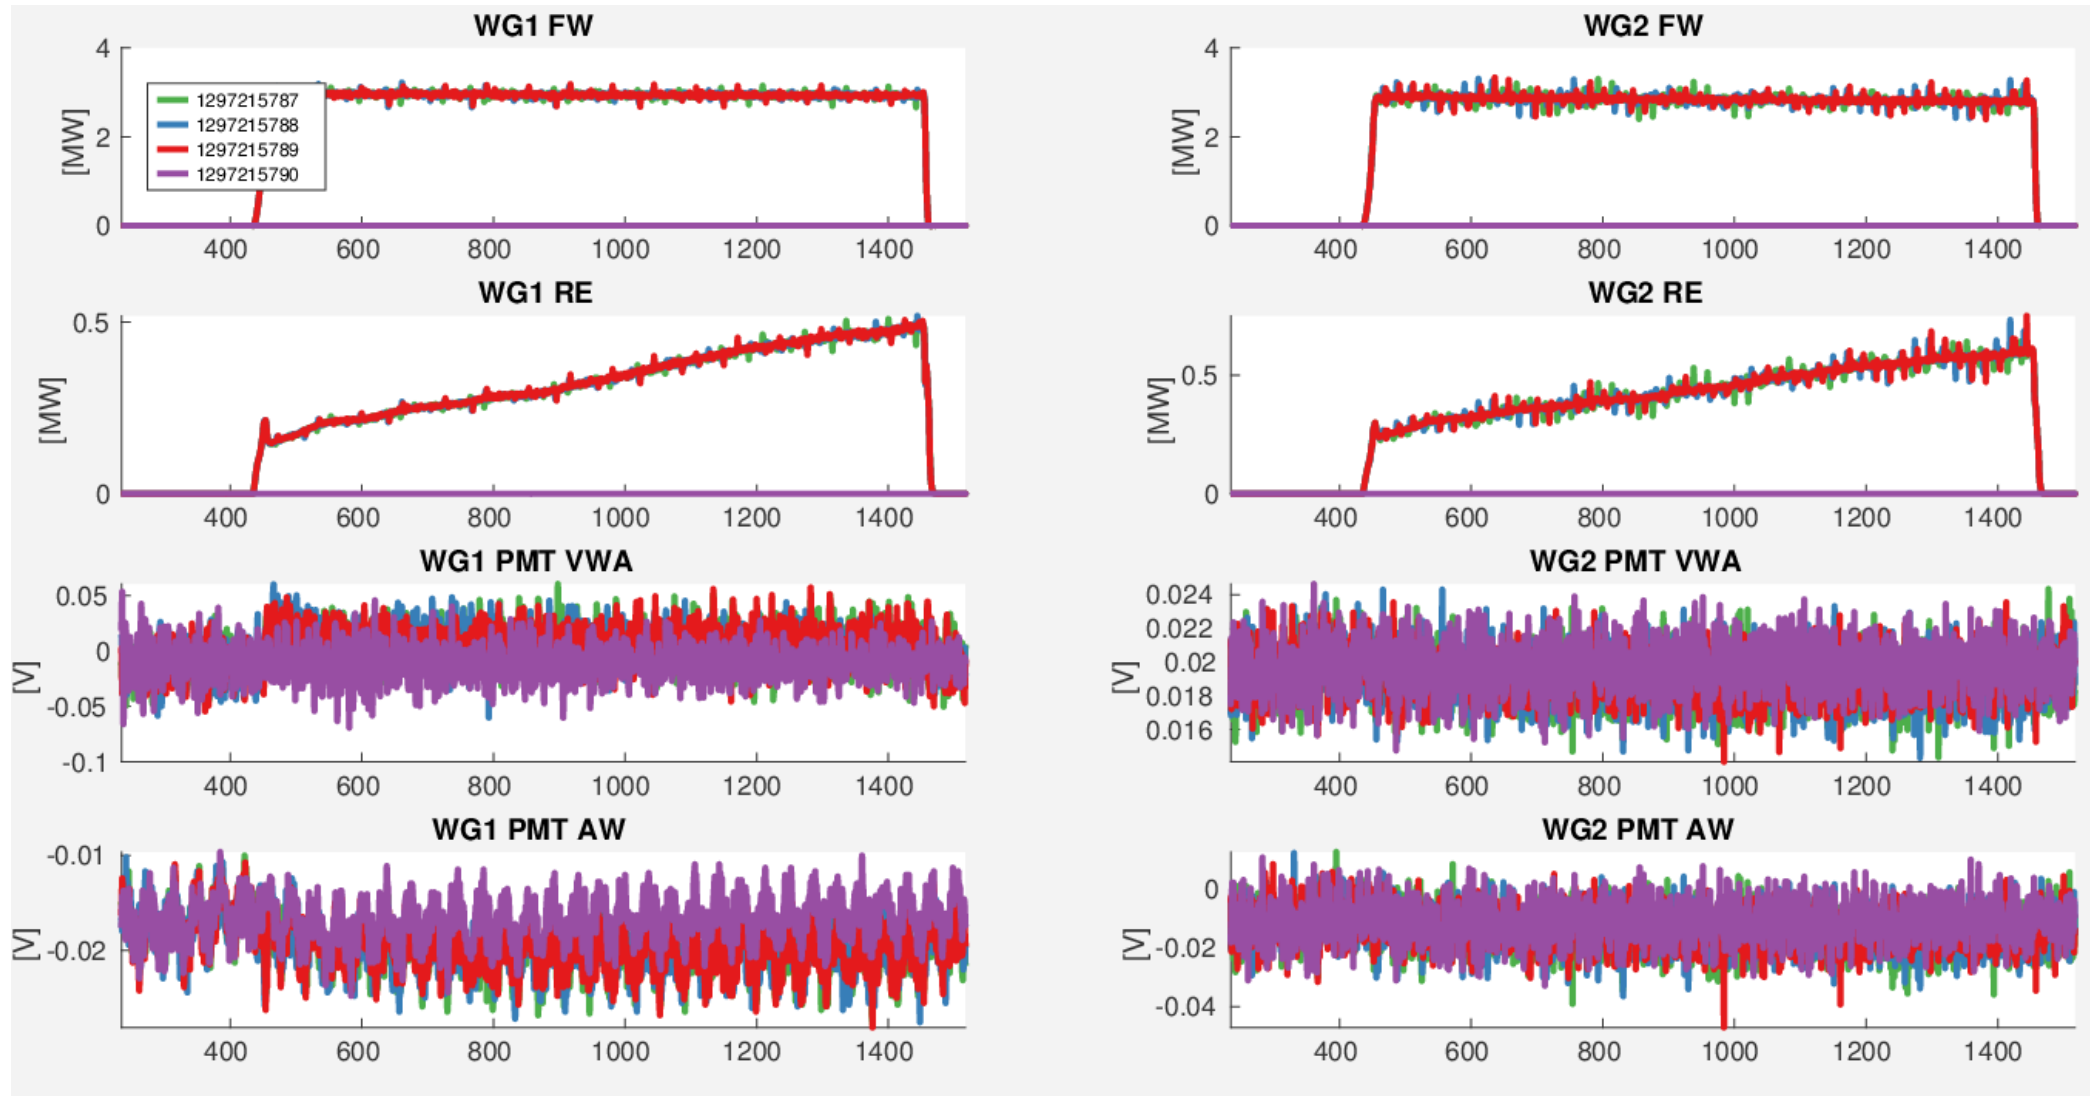 WG1 FW
4
2
0
[MW]
1297215787
1297215788
1297215789
1297215790
400 600 800 1000 1200 1400
WG2 FW
4
2
0
[MW]
400 600 800 1000 1200 1400
WG1 RE
0.5
0
[MW]
400 600 800 1000 1200 1400
WG2 RE
0.5
0
[MW]
400 600 800 1000 1200 1400
WG1 PMT VWA
0.05
0
-0.05
-0.1
[V]
400 600 800 1000 1200 1400
WG2 PMT VWA
0.024
0.022
0.02
0.018
0.016
[V]
400 600 800 1000 1200 1400
WG1 PMT AW
-0.01
-0.02
[V]
400 600 800 1000 1200 1400
WG2 PMT AW
0
-0.02
-0.04
[V]
400 600 800 1000 1200 1400